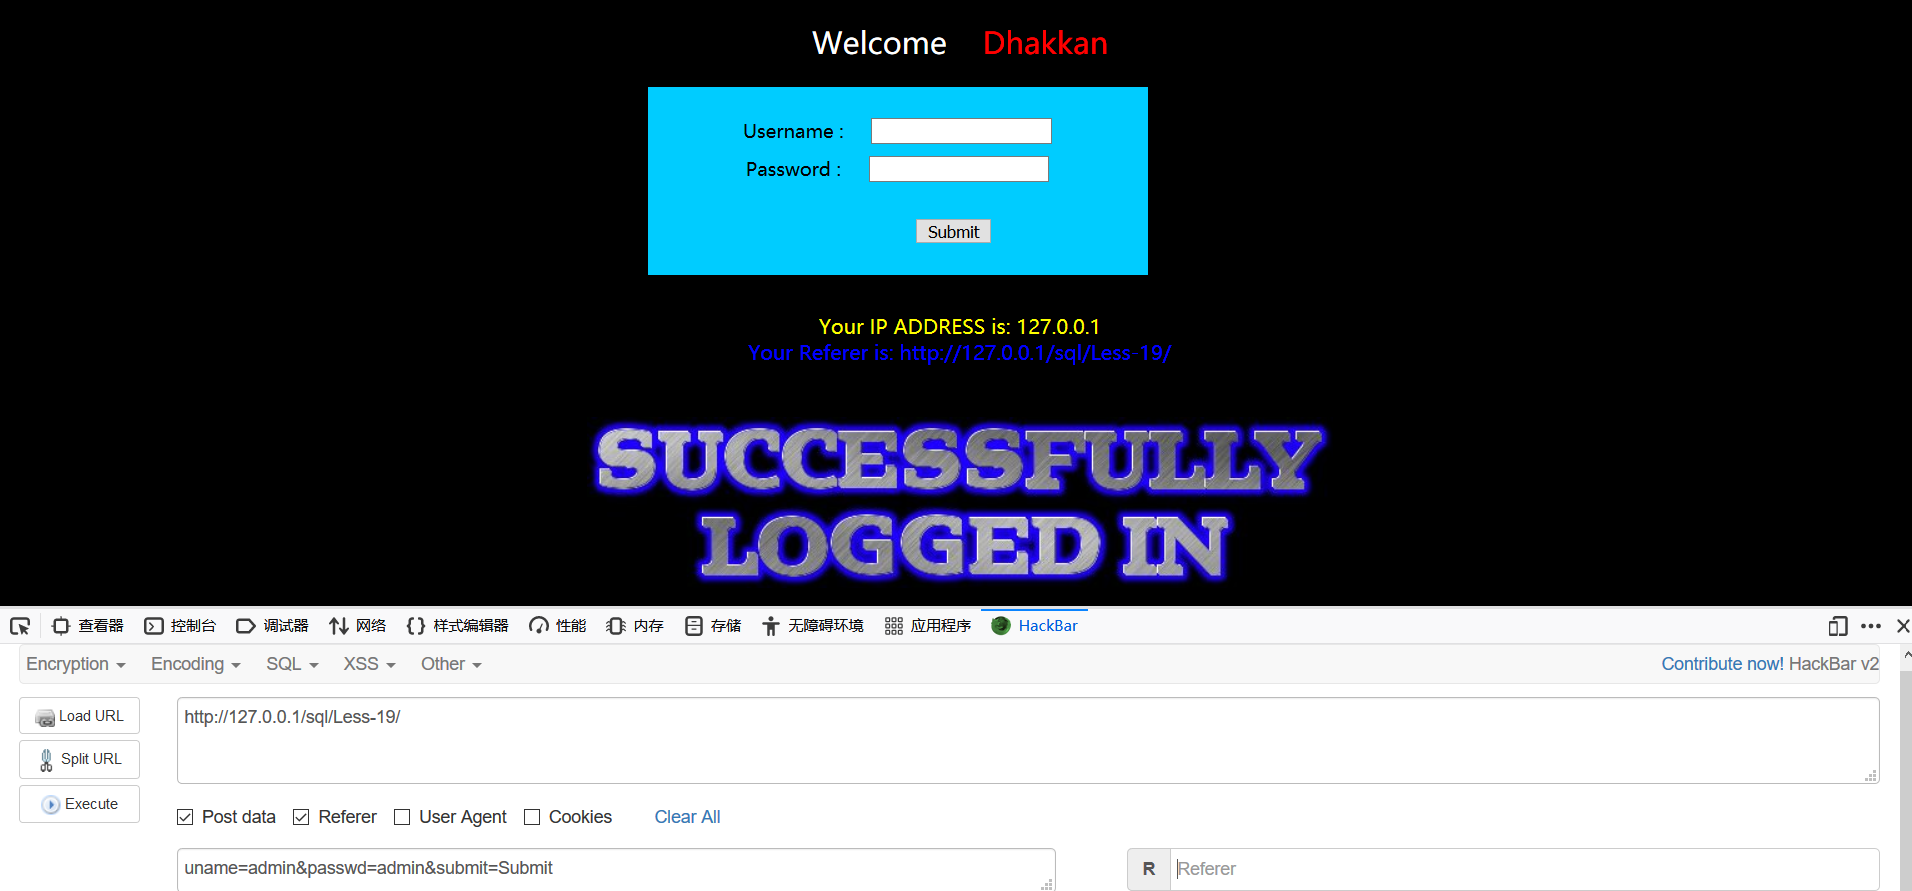 Welcome Dhakkan
Username :
Password :
Submit
Your IP ADDRESS is: 127.0.0.1
Your Referer is: http://127.0.0.1/sql/Less-19/
SUCCESSFULLY
LOGGED IN
查看器 控制台 调试器 网络 样式编辑器 性能 内存 存储 无障碍环境 应用程序 HackBar
Encryption Encoding SQL XSS Other Contribute now! HackBar v2
Load URL http://127.0.0.1/sql/Less-19/
Split URL
Execute
Post data Referer User Agent Cookies Clear All
uname=admin&passwd=admin&submit=Submit R Referer